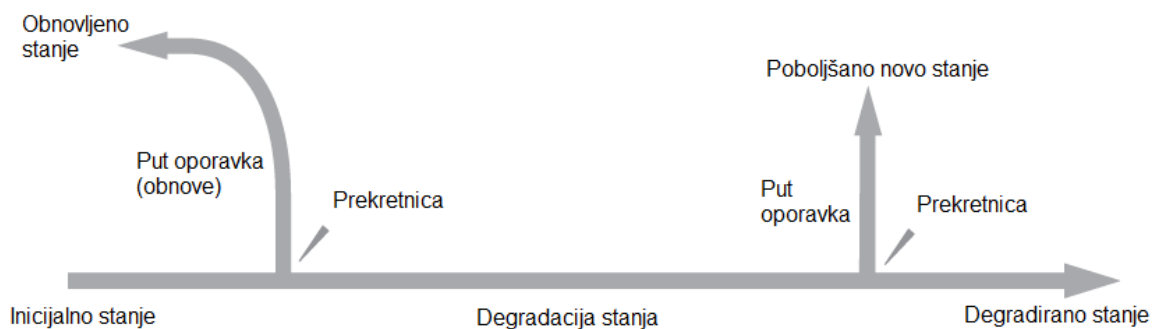 Obnovljeno
stanje
Poboljšano novo stanje
Put oporavka
(obnove)
Prekretnica
Put
oporavka
Prekretnica
Inicijalno stanje
Degradacija stanja
Degradirano stanje